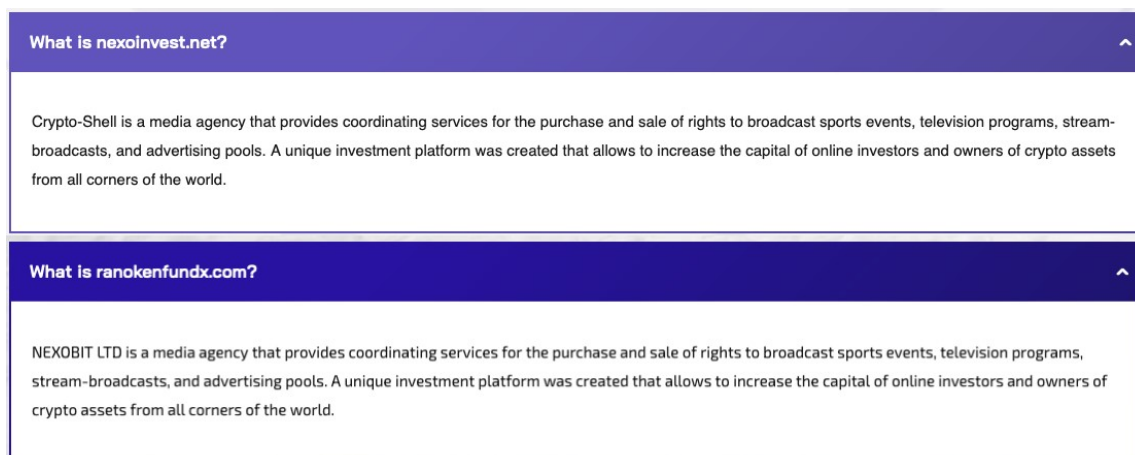 What is nexoinvest.net?
Crypto-Shell is a media agency that provides coordinating services for the purchase and sale of rights to broadcast sports events, television programs, stream-
broadcasts, and advertising pools. A unique investment platform was created that allows to increase the capital of online investors and owners of crypto assets
from all corners of the world.
What is ranokenfundx.com?
NEXOBIT LTD is a media agency that provides coordinating services for the purchase and sale of rights to broadcast sports events, television programs,
stream-broadcasts, and advertising pools. A unique investment platform was created that allows to increase the capital of online investors and owners of
crypto assets from all corners of the world.